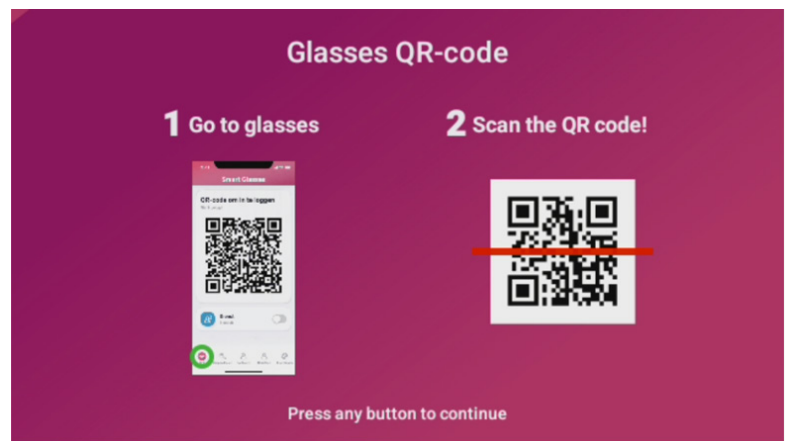 Glasses QR-code
1 Go to glasses
2 Scan the QR code!
Smart Glasses
QR-code om in te loggen
Press any button to continue